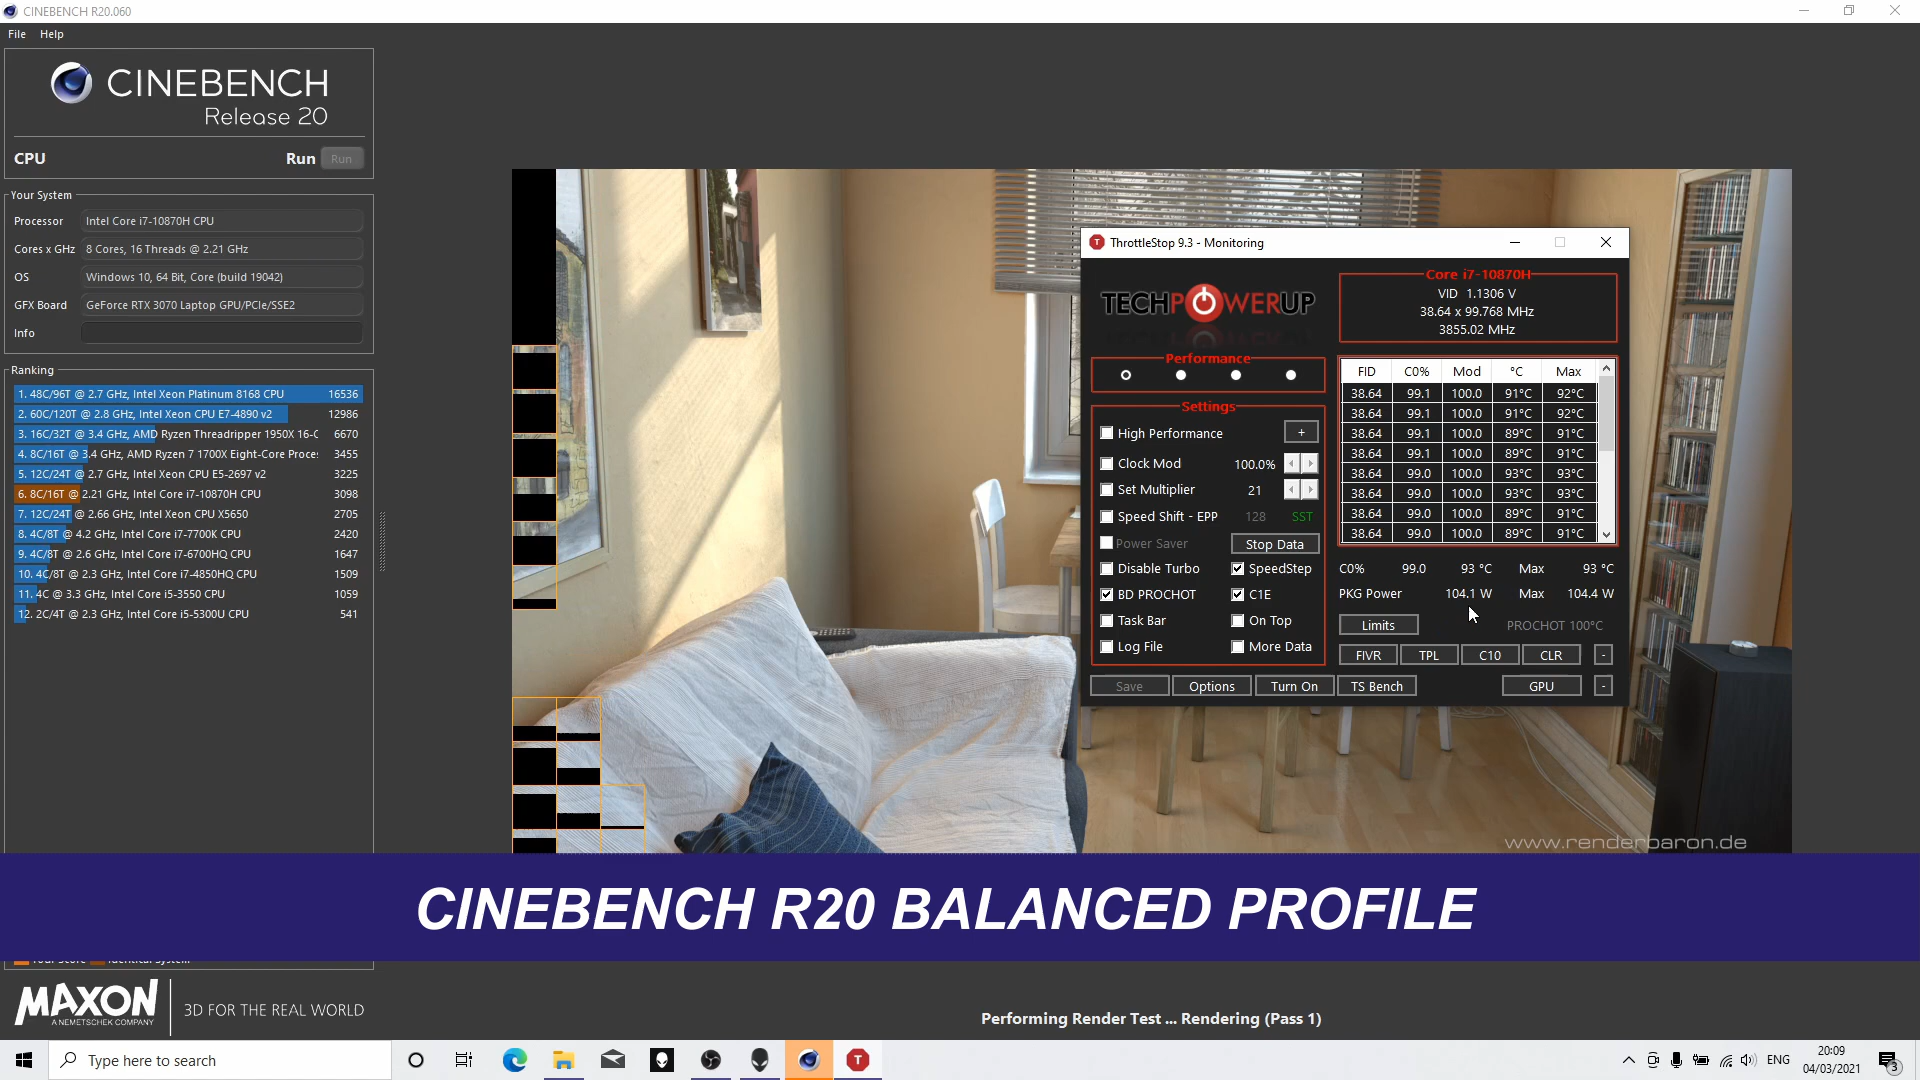 CINEBENCH R20.060
File Help
CINEBENCH
Release 20
CPU Run Run
Your System
Processor Intel Core i7-10870H CPU
Cores x GHz 8 Cores, 16 Threads @ 2.21 GHz
OS Windows 10, 64 Bit, Core (build 19042)
GFX Board GeForce RTX 3070 Laptop GPU/PCIe/SSE2
Info
Ranking
1. 48C/96T @ 2.7 GHz, Intel Xeon Platinum 8168 CPU 16536
2. 60C/120T @ 2.8 GHz, Intel Xeon CPU E7-4890 v2 12986
3. 16C/32T @ 3.4 GHz, AMD Ryzen Threadripper 1950X 16-C 6670
4. 8C/16T @ 3.4 GHz, AMD Ryzen 7 1700X Eight-Core Proce: 3455
5. 12C/24T @ 2.7 GHz, Intel Xeon CPU E5-2697 v2 3225
6. 8C/16T @ 2.21 GHz, Intel Core i7-10870H CPU 3098
7. 12C/24T @ 2.66 GHz, Intel Xeon CPU X5650 2705
8. 4C/8T @ 4.2 GHz, Intel Core i7-7700K CPU 2420
9. 4C/8T @ 2.6 GHz, Intel Core i7-6700HQ CPU 1647
10. 4C/8T @ 2.3 GHz, Intel Core i7-4850HQ CPU 1509
11. 4C @ 3.3 GHz, Intel Core i5-3550 CPU 1059
12. 2C/4T @ 2.3 GHz, Intel Core i5-5300U CPU 541
ThrottleStop 9.3 - Monitoring
TECHPOWERUP
Core i7-10870H
VID 1.1306 V
38.64 x 99.768 MHz
3855.02 MHz
Performance
Settings
High Performance +
Clock Mod 100.0%
Set Multiplier 21
Speed Shift - EPP 128 SST
Power Saver Stop Data
Disable Turbo SpeedStep
BD PROCHOT C1E
Task Bar On Top
Log File More Data
FID C0% Mod °C Max
38.64 99.1 100.0 91°C 92°C
38.64 99.1 100.0 91°C 92°C
38.64 99.1 100.0 89°C 91°C
38.64 99.1 100.0 89°C 91°C
38.64 99.0 100.0 93°C 93°C
38.64 99.0 100.0 93°C 93°C
38.64 99.0 100.0 89°C 91°C
38.64 99.0 100.0 89°C 91°C
C0% 99.0 93 °C Max 93 °C
PKG Power 104.1 W Max 104.4 W
Limits PROCHOT 100°C
FIVR TPL C10 CLR -
Save Options Turn On TS Bench GPU -
www.renderbaron.de
CINEBENCH R20 BALANCED PROFILE
MAXON
A NEMETSCHEK COMPANY
3D FOR THE REAL WORLD
Performing Render Test ... Rendering (Pass 1)
Type here to search
T
ENG
20:09
04/03/2021
3